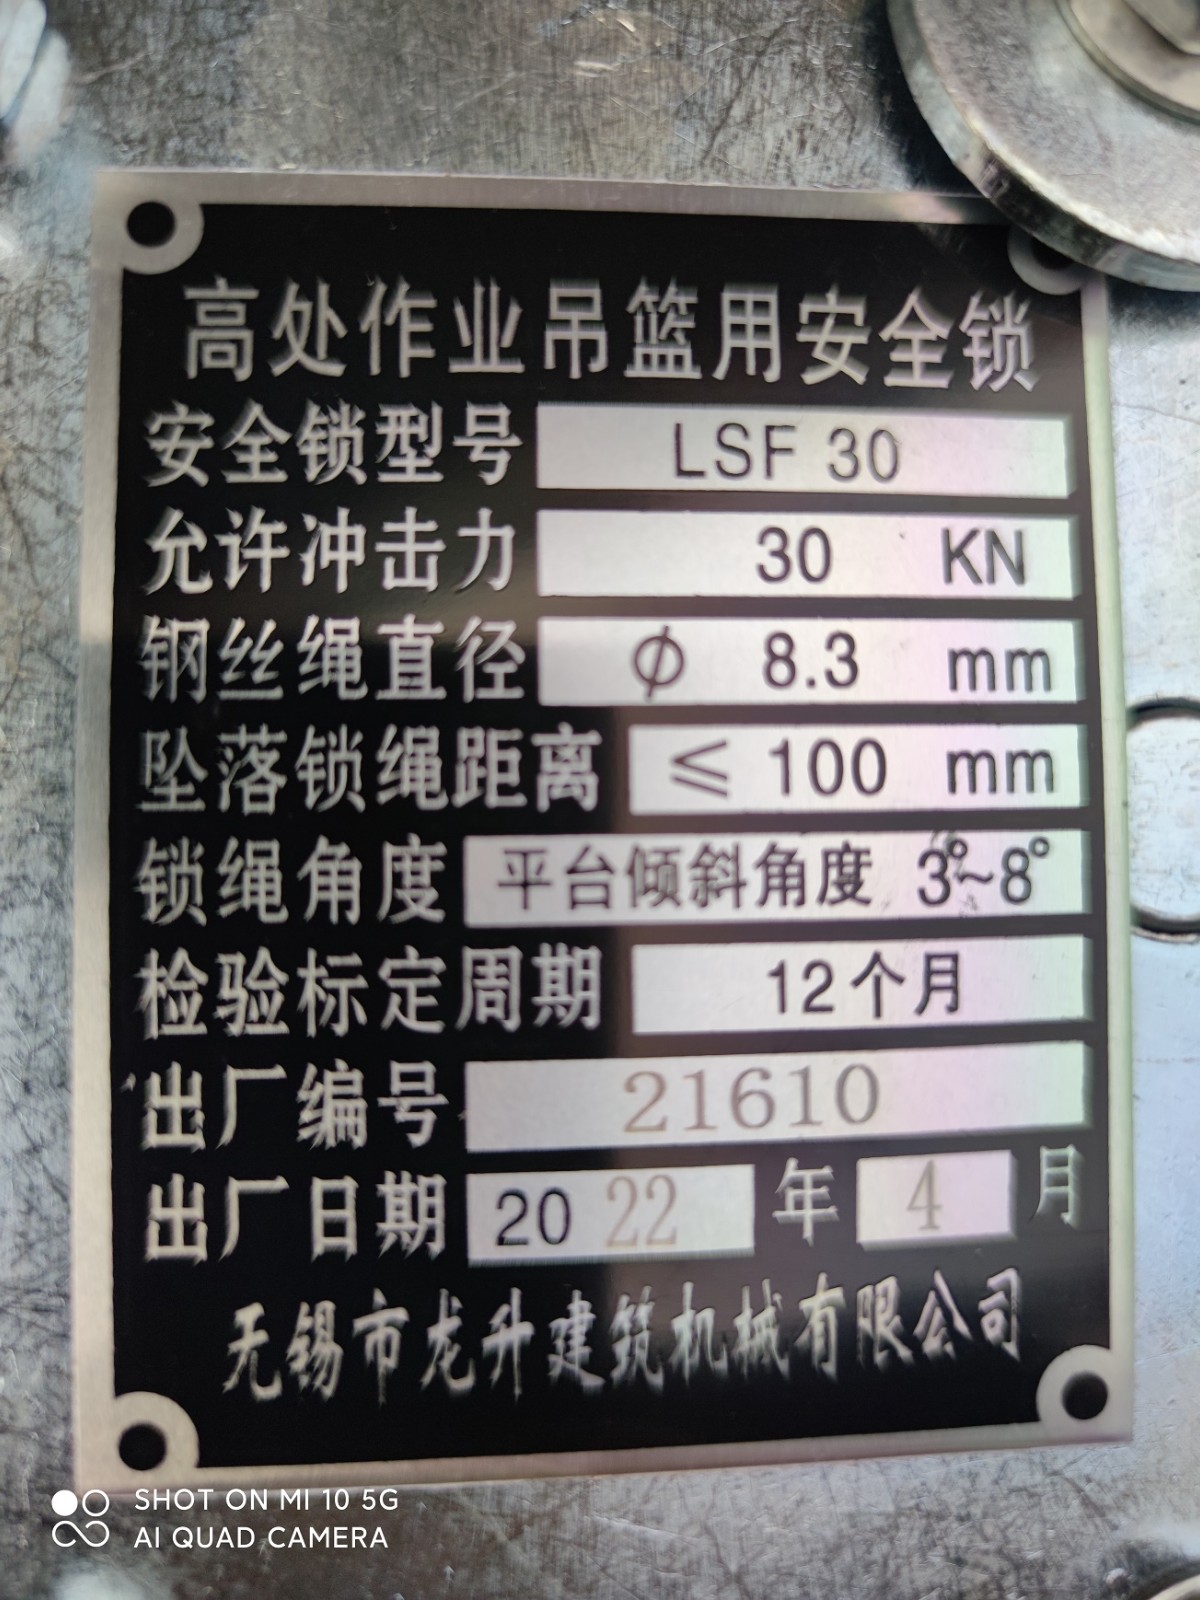 高处作业吊篮用安全锁
安全锁型号 LSF 30
允许冲击力 30 KN
钢丝绳直径 ϕ 8.3 mm
坠落锁绳距离 ≤ 100 mm
锁绳角度 平台倾斜角度 3°~8°
检验标定周期 12个月
出厂编号 21610
出厂日期 2022 年 4 月
无锡市龙升建筑机械有限公司
SHOT ON MI 10 5G
AI QUAD CAMERA